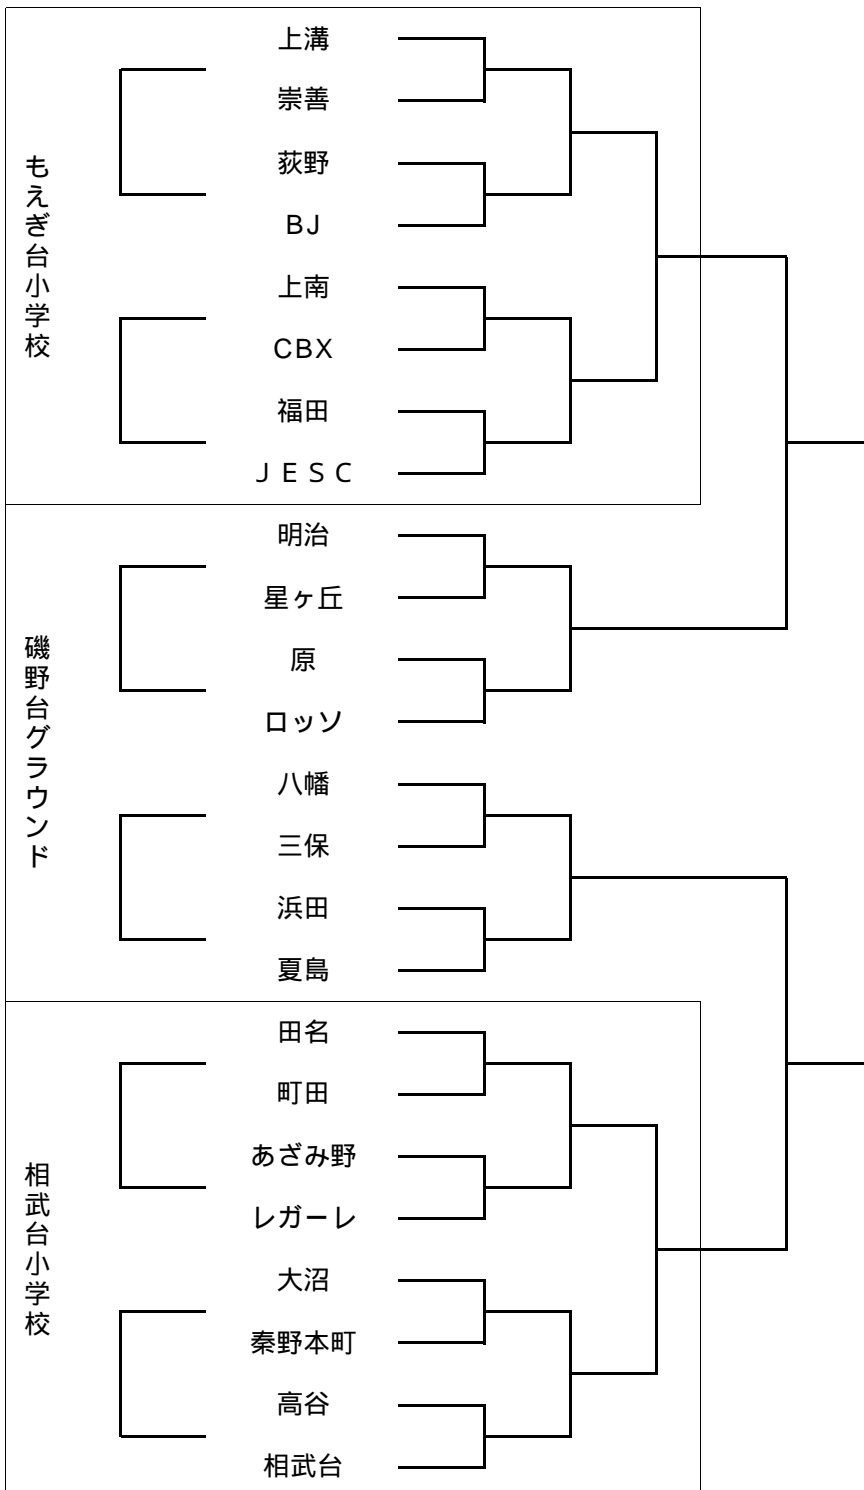 もえぎ台小学校
上溝
崇善
荻野
BJ
上南
CBX
福田
ＪＥＳＣ
磯野台グラウンド
明治
星ヶ丘
原
ロッソ
八幡
三保
浜田
夏島
相武台小学校
田名
町田
あざみ野
レガーレ
大沼
秦野本町
高谷
相武台